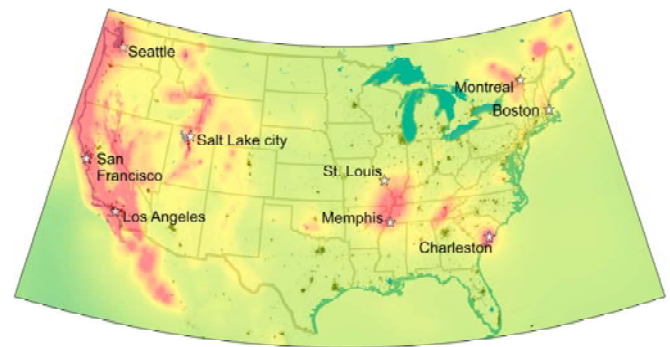 Seattle
Montreal
Boston
Salt Lake city
San
Francisco
St. Louis
Los Angeles
Memphis
Charleston